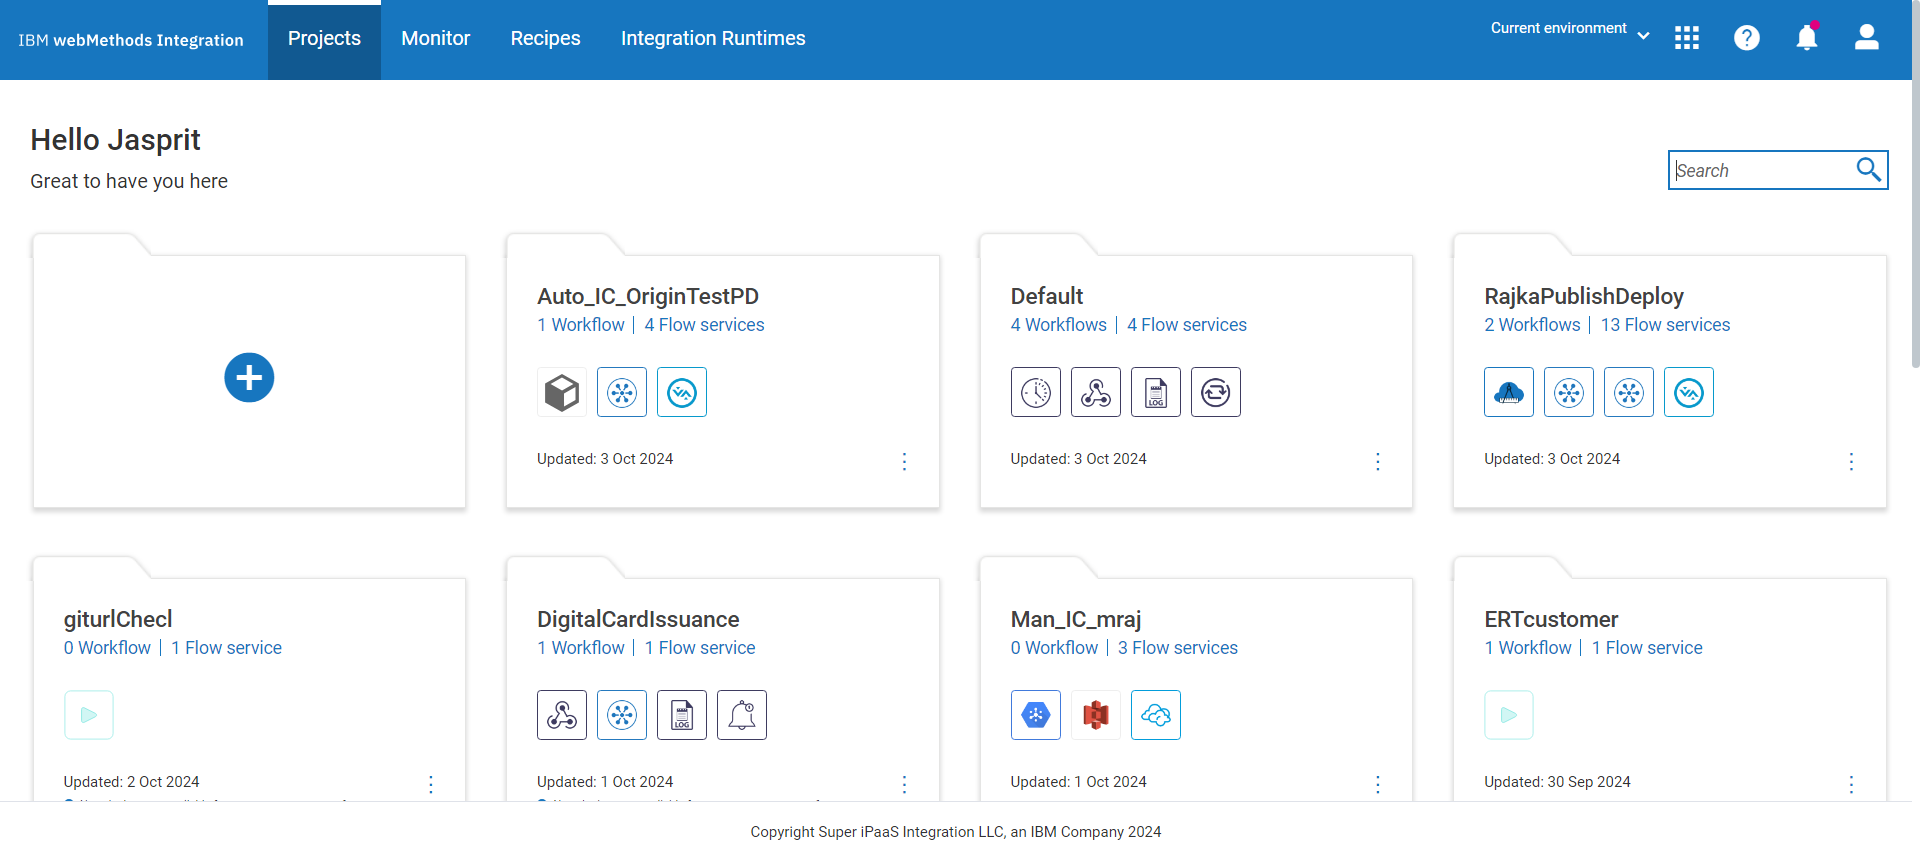 IBM webMethods Integration
Projects
Monitor
Recipes
Integration Runtimes
Current environment
Hello Jasprit
Great to have you here
Search
Auto_IC_OriginTestPD
1 Workflow | 4 Flow services
LOG
Updated: 3 Oct 2024
Default
4 Workflows | 4 Flow services
Updated: 3 Oct 2024
RajkaPublishDeploy
2 Workflows | 13 Flow services
Updated: 3 Oct 2024
giturlChecl
0 Workflow | 1 Flow service
Updated: 2 Oct 2024
DigitalCardIssuance
1 Workflow | 1 Flow service
LOG
Updated: 1 Oct 2024
Man_IC_mraj
0 Workflow | 3 Flow services
Updated: 1 Oct 2024
ERTcustomer
1 Workflow | 1 Flow service
Updated: 30 Sep 2024
Copyright Super iPaaS Integration LLC, an IBM Company 2024